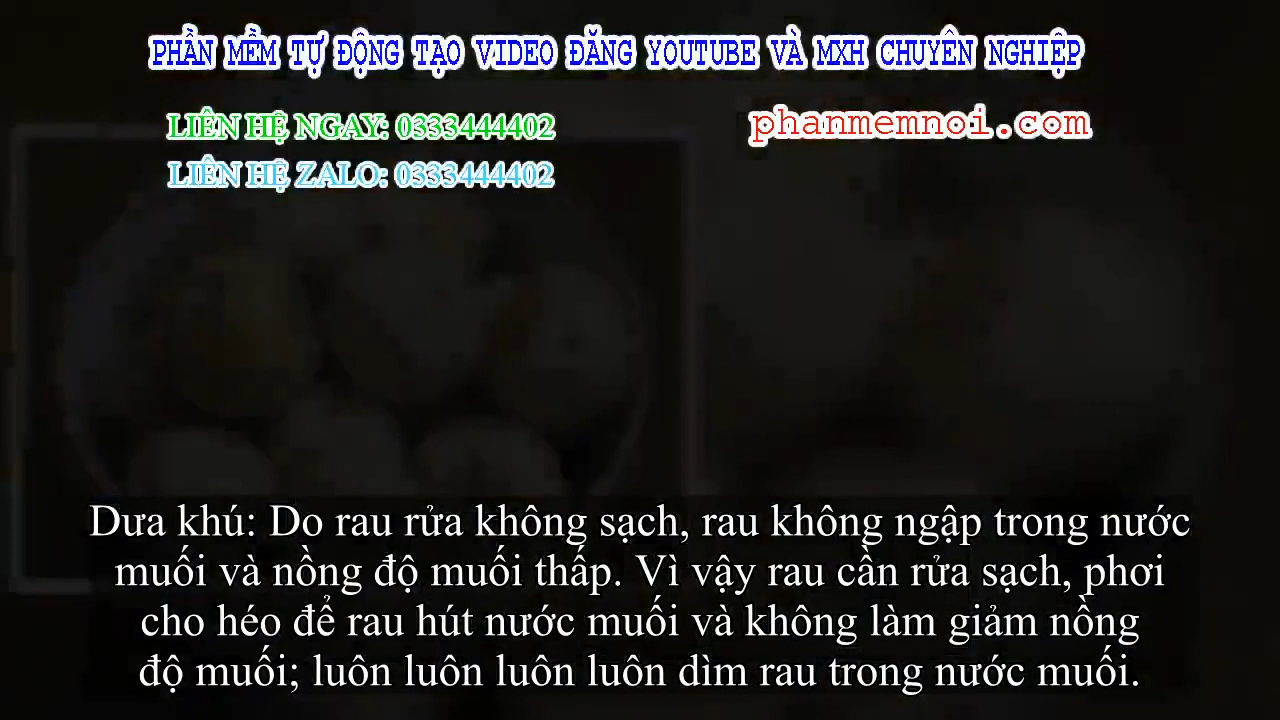 PHẦN MỀM TỰ ĐỘNG TẠO VIDEO ĐĂNG YOUTUBE VÀ MXH CHUYÊN NGHIỆP
LIÊN HỆ NGAY: 0333444402
phanmemnoi.com
LIÊN HỆ ZALO: 0333444402
Dưa khú: Do rau rửa không sạch, rau không ngập trong nước
muối và nồng độ muối thấp. Vì vậy rau cần rửa sạch, phơi
cho héo để rau hút nước muối và không làm giảm nồng
độ muối; luôn luôn luôn luôn dìm rau trong nước muối.